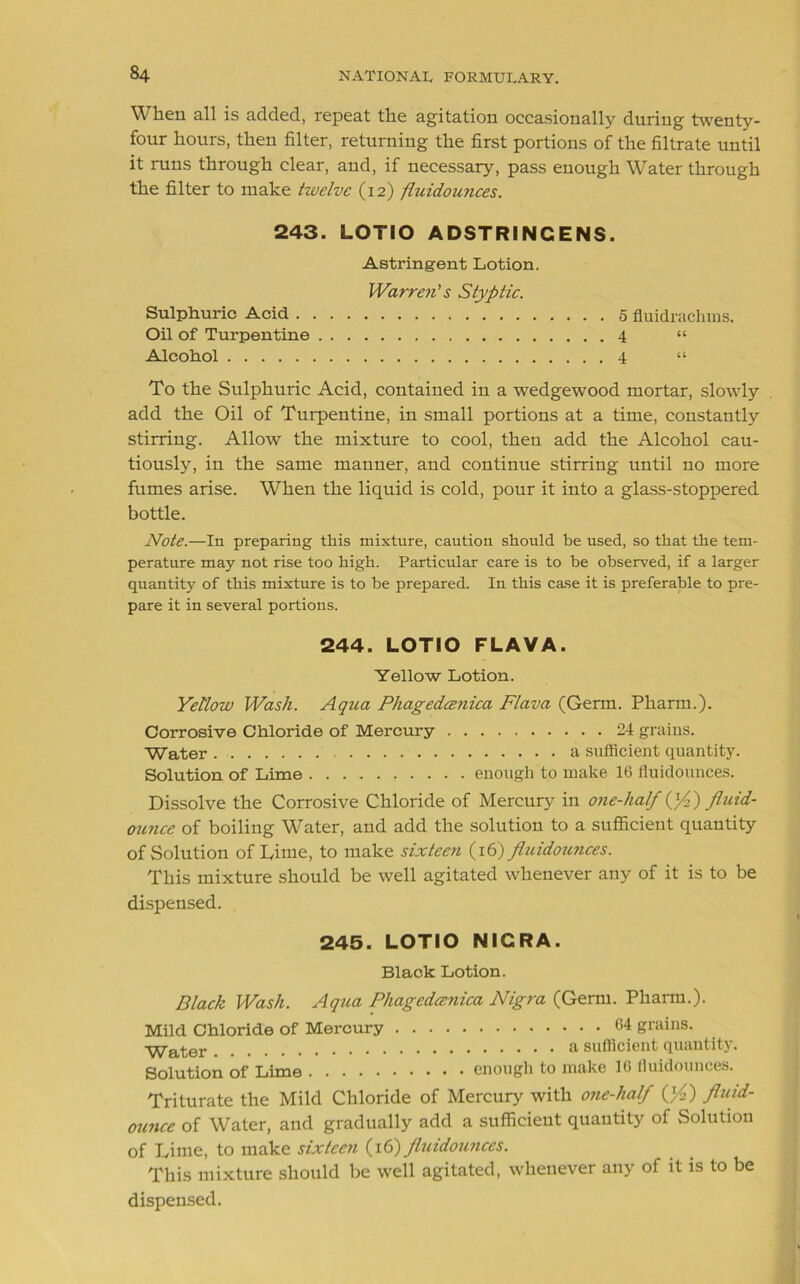 84 NATIONAL FORMULARY.
When all is added, repeat the agitation occasionally during twenty-
four hours, then filter, returning the first portions of the filtrate until
it runs through clear, and, if necessary, pass enough Water through
the filter to make twelve (12) fluidounces.
243. LOTIO ADSTRINGENS.
Astringent Lotion.
Warren's Styptic.
Sulphuric Acid . . . . . . . . . . . . . . . . . . . 5 fluidrachms.
Oil of Turpentine . . . . . . . . . . . . . . . . . . 4 "
Alcohol . . . . . . . . . . . . . . . . . . . . . . . 4 "
To the Sulphuric Acid, contained in a wedgewood mortar, slowly
add the Oil of Turpentine, in small portions at a time, constantly
stirring. Allow the mixture to cool, then add the Alcohol cau-
tiously, in the same manner, and continue stirring until no more
fumes arise. When the liquid is cold, pour it into a glass-stoppered
bottle.
Note.—In preparing this mixture, caution should be used, so that the tem-
perature may not rise too high. Particular care is to be observed, if a larger
quantity of this mixture is to be prepared. In this case it is preferable to pre-
pare it in several portions.
244. LOTIO FLAVA.
Yellow Lotion.
Yellow Wash. Aqua Phagedænica Flava (Germ. Pharm.).
Corrosive Chloride of Mercury . . . . . . . . . . 24 grains.
Water . . . . . . . . . . . . . . . . . . . . . a sufficient quantity.
Solution of Lime . . . . . . . . . . enough to make 16 fluidounces.
Dissolve the Corrosive Chloride of Mercury in one-half (½) fluid-
ounce of boiling Water, and add the solution to a sufficient quantity
of Solution of Lime, to make sixteen (16) fluidounces.
This mixture should be well agitated whenever any of it is to be
dispensed.
245. LOTIO NIGRA.
Black Lotion.
Black Wash. Aqua Phagedænica Nigra (Germ. Pharm.).
Mild Chloride of Mercury . . . . . . . . . . . . . 64 grains.
Water . . . . . . . . . . . . . . . . . . . . . a sufficient quantity.
Solution of Lime . . . . . . . . . . enough to make 16 fluidounces.
Triturate the Mild Chloride of Mercury with one-half (½) fluid-
ounce of Water, and gradually add a sufficient quantity of Solution
of Lime, to make sixteen (16) fluidounces.
This mixture should be well agitated, whenever any of it is to be
dispensed.